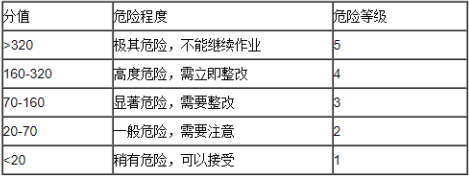 分值 危险程度 危险等级
>320 极其危险，不能继续作业 5
160-320 高度危险，需立即整改 4
70-160 显著危险，需要整改 3
20-70 一般危险，需要注意 2
<20 稍有危险，可以接受 1